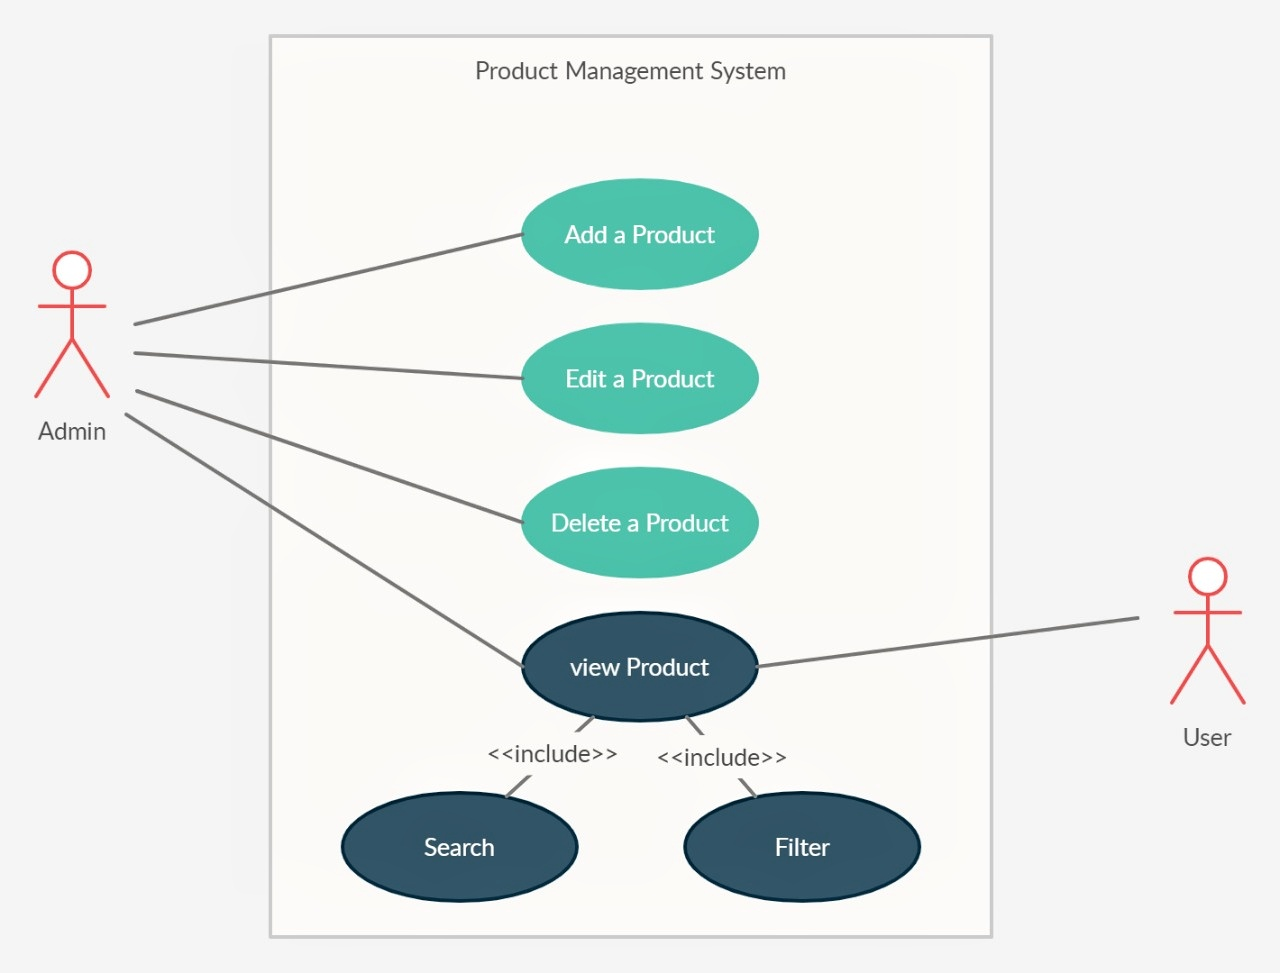 Product Management System
Add a Product
Edit a Product
Admin
Delete a Product
view Product
User
<<include>>
<<include>>
Search
Filter